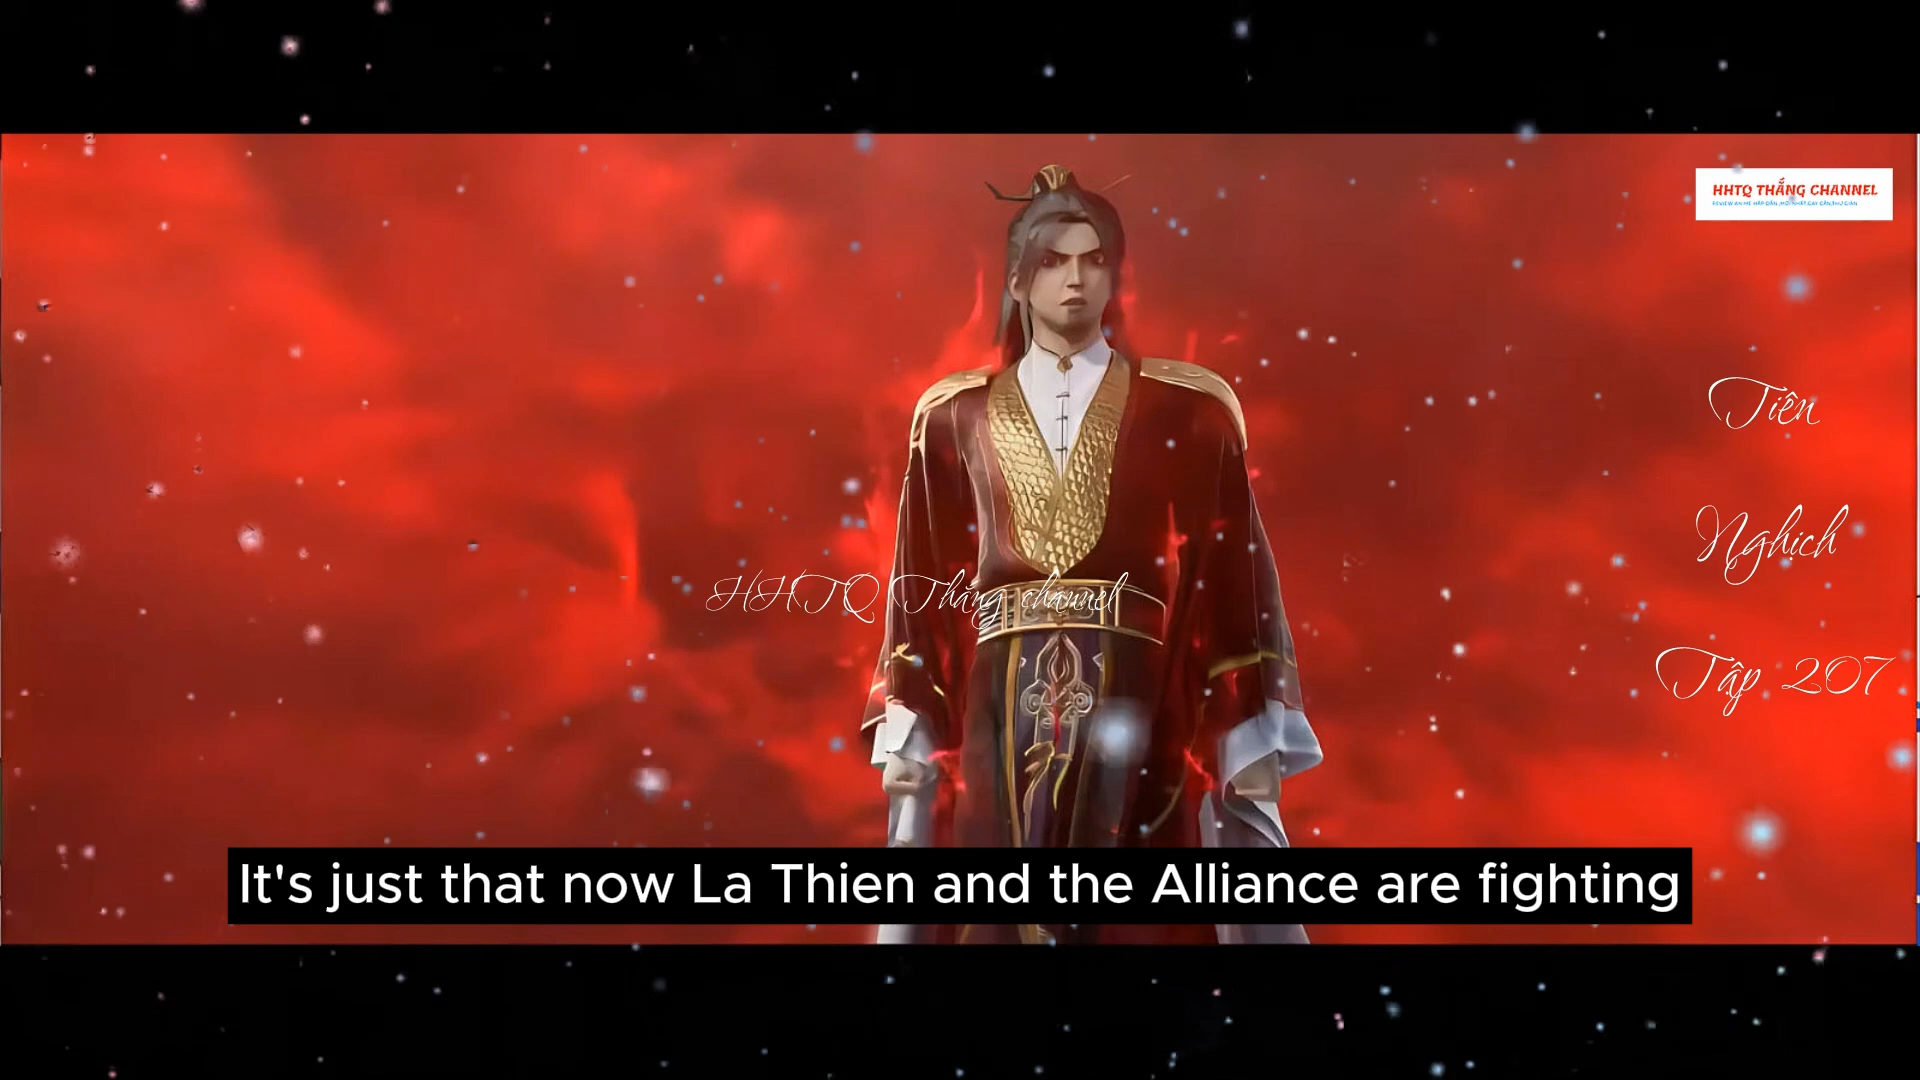 HHTQ THẮNG CHANNEL
Tiên
Nghịch
HHTQ Thắng channel
Tập 207
It's just that now La Thien and the Alliance are fighting